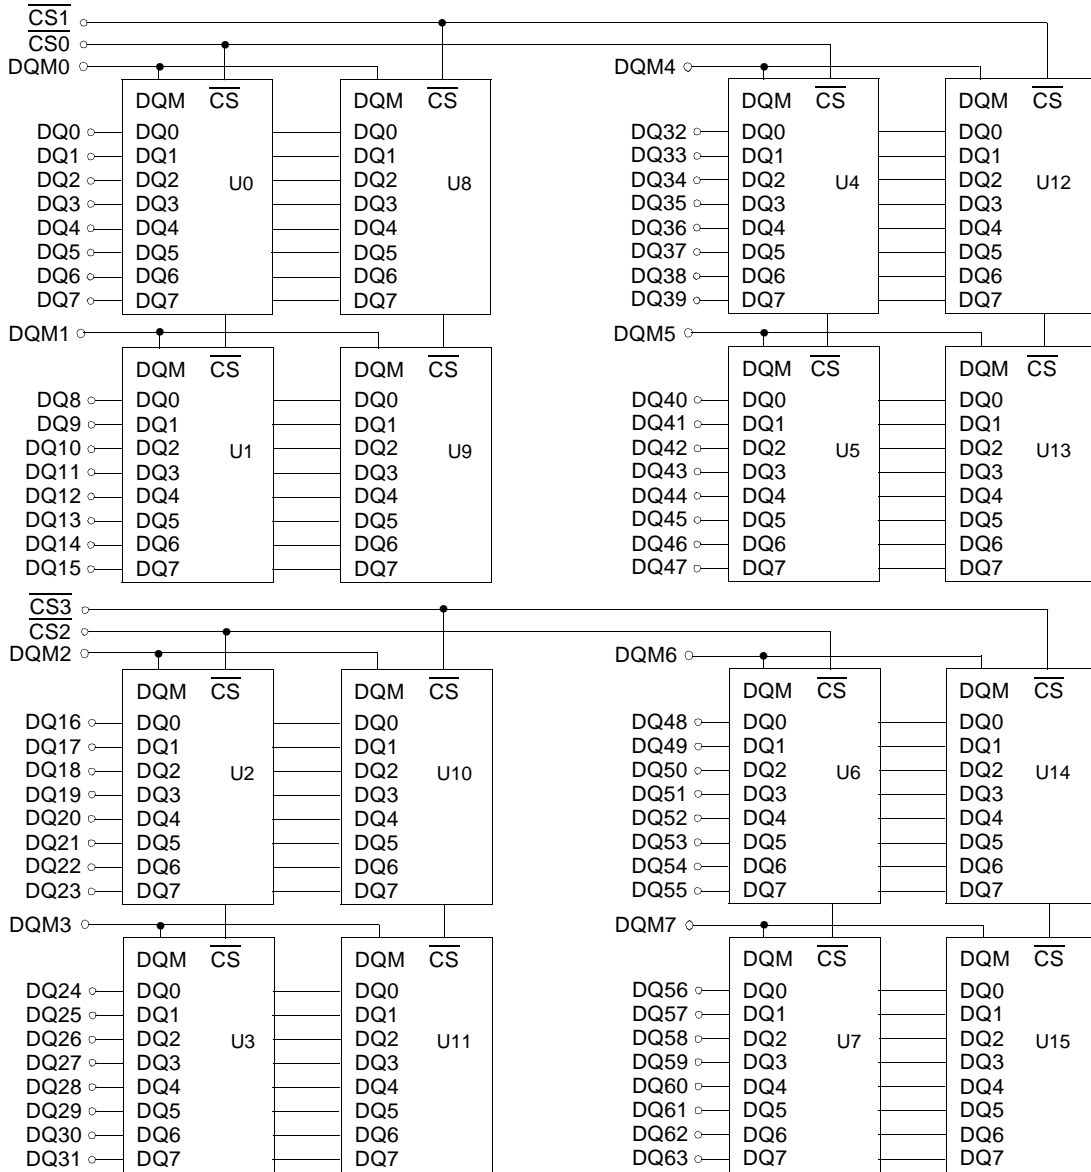 CS1
CS0
DQM0 DQM4
DQM CS DQM CS DQM CS DQM CS
DQ0 DQ0 DQ0 DQ32 DQ0 DQ0
DQ1 DQ1 DQ1 DQ33 DQ1 DQ1
DQ2 DQ2 U0 DQ2 U8 DQ34 DQ2 U4 DQ2 U12
DQ3 DQ3 DQ3 DQ35 DQ3 DQ3
DQ4 DQ4 DQ4 DQ36 DQ4 DQ4
DQ5 DQ5 DQ5 DQ37 DQ5 DQ5
DQ6 DQ6 DQ6 DQ38 DQ6 DQ6
DQ7 DQ7 DQ7 DQ39 DQ7 DQ7
DQM1 DQM5
DQM CS DQM CS DQM CS DQM CS
DQ8 DQ0 DQ0 DQ40 DQ0 DQ0
DQ9 DQ1 DQ1 DQ41 DQ1 DQ1
DQ10 DQ2 U1 DQ2 U9 DQ42 DQ2 U5 DQ2 U13
DQ11 DQ3 DQ3 DQ43 DQ3 DQ3
DQ12 DQ4 DQ4 DQ44 DQ4 DQ4
DQ13 DQ5 DQ5 DQ45 DQ5 DQ5
DQ14 DQ6 DQ6 DQ46 DQ6 DQ6
DQ15 DQ7 DQ7 DQ47 DQ7 DQ7
CS3
CS2
DQM2 DQM6
DQM CS DQM CS DQM CS DQM CS
DQ16 DQ0 DQ0 DQ48 DQ0 DQ0
DQ17 DQ1 DQ1 DQ49 DQ1 DQ1
DQ18 DQ2 U2 DQ2 U10 DQ50 DQ2 U6 DQ2 U14
DQ19 DQ3 DQ3 DQ51 DQ3 DQ3
DQ20 DQ4 DQ4 DQ52 DQ4 DQ4
DQ21 DQ5 DQ5 DQ53 DQ5 DQ5
DQ22 DQ6 DQ6 DQ54 DQ6 DQ6
DQ23 DQ7 DQ7 DQ55 DQ7 DQ7
DQM3 DQM7
DQM CS DQM CS DQM CS DQM CS
DQ24 DQ0 DQ0 DQ56 DQ0 DQ0
DQ25 DQ1 DQ1 DQ57 DQ1 DQ1
DQ26 DQ2 U3 DQ2 U11 DQ58 DQ2 U7 DQ2 U15
DQ27 DQ3 DQ3 DQ59 DQ3 DQ3
DQ28 DQ4 DQ4 DQ60 DQ4 DQ4
DQ29 DQ5 DQ5 DQ61 DQ5 DQ5
DQ30 DQ6 DQ6 DQ62 DQ6 DQ6
DQ31 DQ7 DQ7 DQ63 DQ7 DQ7